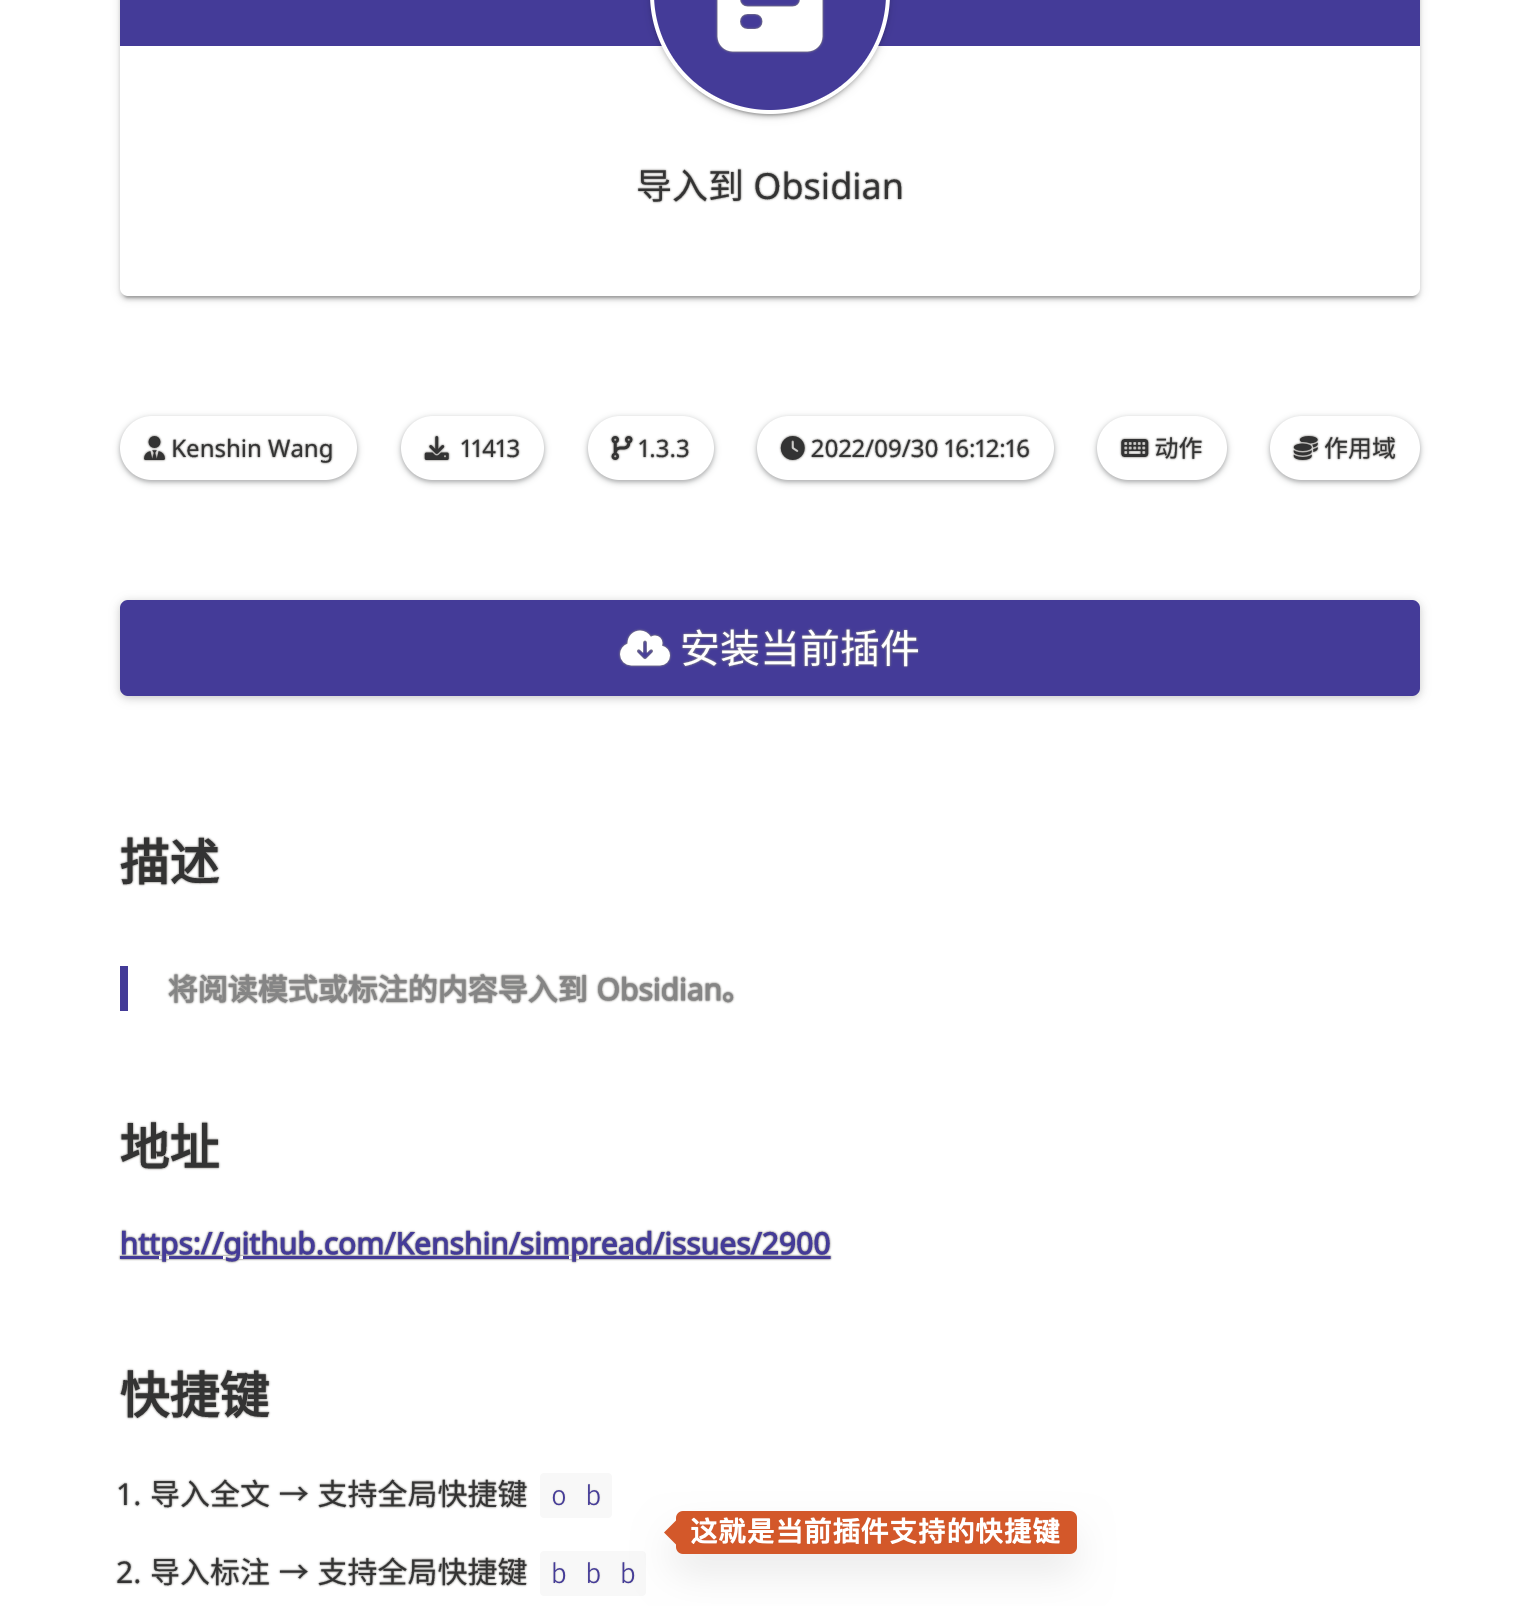 导入到 Obsidian
Kenshin Wang
11413
1.3.3
2022/09/30 16:12:16
动作
作用域
安装当前插件
描述
将阅读模式或标注的内容导入到 Obsidian。
地址
https://github.com/Kenshin/simpread/issues/2900
快捷键
1. 导入全文 → 支持全局快捷键 o b
这就是当前插件支持的快捷键
2. 导入标注 → 支持全局快捷键 b b b